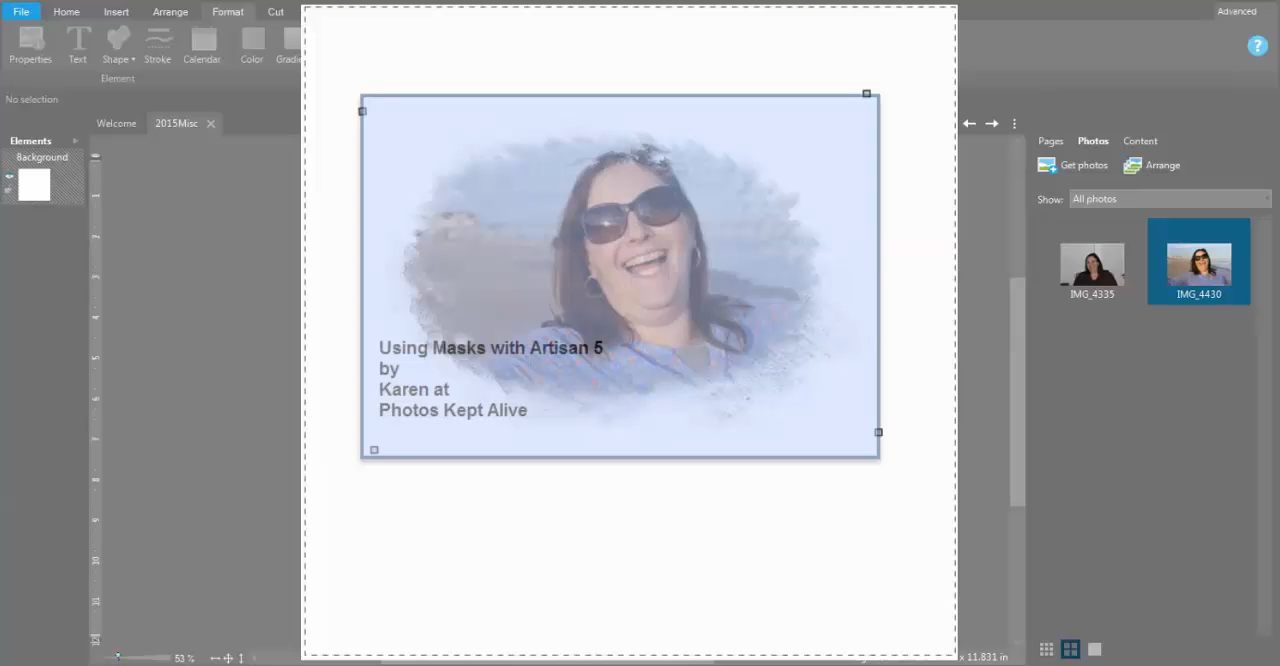 File Home Insert Arrange Format Cut Advanced
Properties Text Shape Stroke Calendar Color
Element
No selection
Welcome 2015Misc
Elements
Background
Pages Photos Content
Get photos Arrange
Show: All photos
IMG_4335 IMG_4430
Using Masks with Artisan 5
by
Karen at
Photos Kept Alive
53 % x 11.831 in